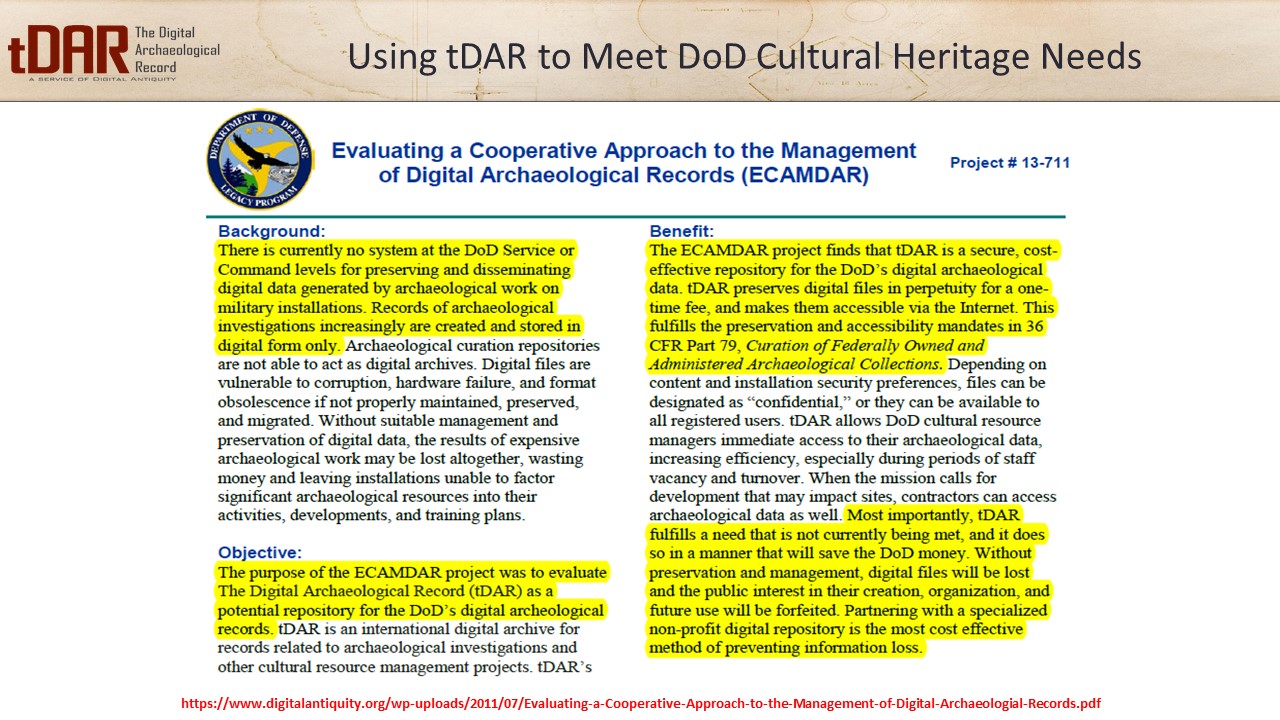 tDAR
The Digital
Archaeological
Record
A SERVICE OF DIGITAL ANTIQUITY
Using tDAR to Meet DoD Cultural Heritage Needs
DEPARTMENT OF DEFENSE
LEGACY PROGRAM
Evaluating a Cooperative Approach to the Management
of Digital Archaeological Records (ECAMDAR)
Project # 13-711
Background:
There is currently no system at the DoD Service or
Command levels for preserving and disseminating
digital data generated by archaeological work on
military installations. Records of archaeological
investigations increasingly are created and stored in
digital form only. Archaeological curation repositories
are not able to act as digital archives. Digital files are
vulnerable to corruption, hardware failure, and format
obsolescence if not properly maintained, preserved,
and migrated. Without suitable management and
preservation of digital data, the results of expensive
archaeological work may be lost altogether, wasting
money and leaving installations unable to factor
significant archaeological resources into their
activities, developments, and training plans.
Objective:
The purpose of the ECAMDAR project was to evaluate
The Digital Archaeological Record (tDAR) as a
potential repository for the DoD's digital archeological
records. tDAR is an international digital archive for
records related to archaeological investigations and
other cultural resource management projects. tDAR's
Benefit:
The ECAMDAR project finds that tDAR is a secure, cost-
effective repository for the DoD's digital archaeological
data. tDAR preserves digital files in perpetuity for a one-
time fee, and makes them accessible via the Internet. This
fulfills the preservation and accessibility mandates in 36
CFR Part 79, Curation of Federally Owned and
Administered Archaeological Collections. Depending on
content and installation security preferences, files can be
designated as “confidential,” or they can be available to
all registered users. tDAR allows DoD cultural resource
managers immediate access to their archaeological data,
increasing efficiency, especially during periods of staff
vacancy and turnover. When the mission calls for
development that may impact sites, contractors can access
archaeological data as well. Most importantly, tDAR
fulfills a need that is not currently being met, and it does
so in a manner that will save the DoD money. Without
preservation and management, digital files will be lost
and the public interest in their creation, organization, and
future use will be forfeited. Partnering with a specialized
non-profit digital repository is the most cost effective
method of preventing information loss.
https://www.digitalantiquity.org/wp-uploads/2011/07/Evaluating-a-Cooperative-Approach-to-the-Management-of-Digital-Archaeologial-Records.pdf